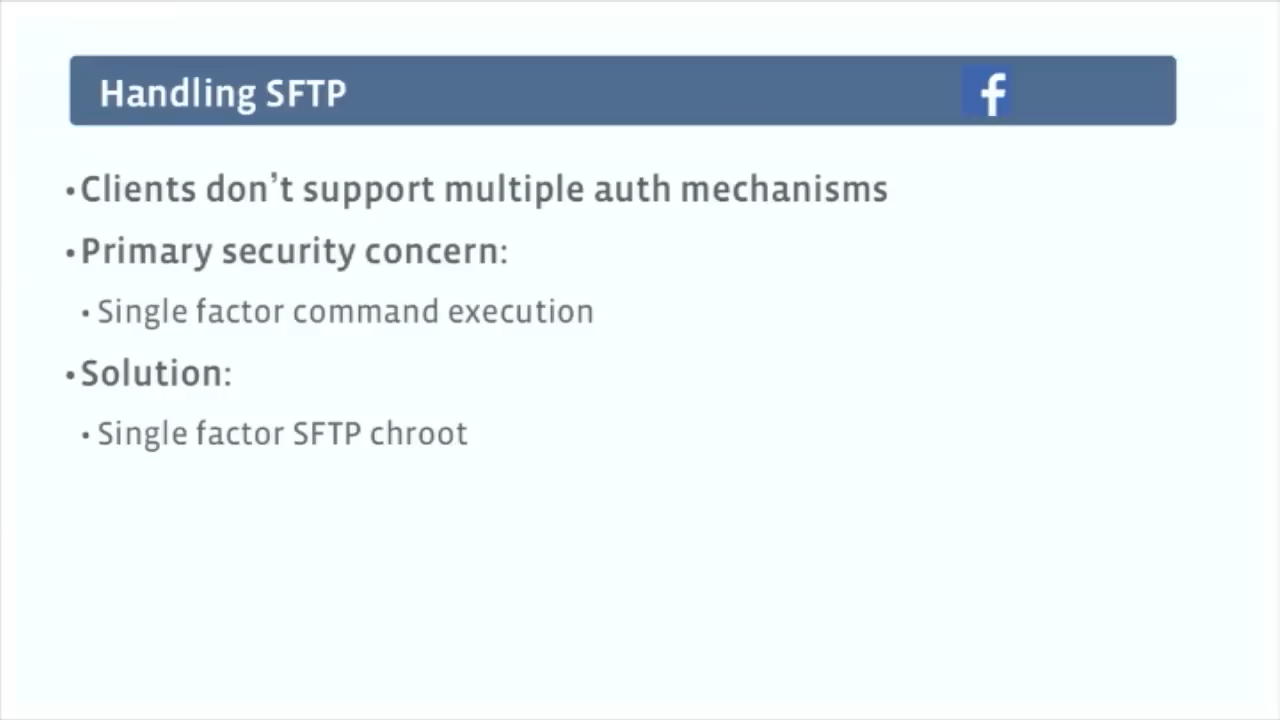 Handling SFTP
f
•Clients don’t support multiple auth mechanisms
•Primary security concern:
•Single factor command execution
•Solution:
•Single factor SFTP chroot